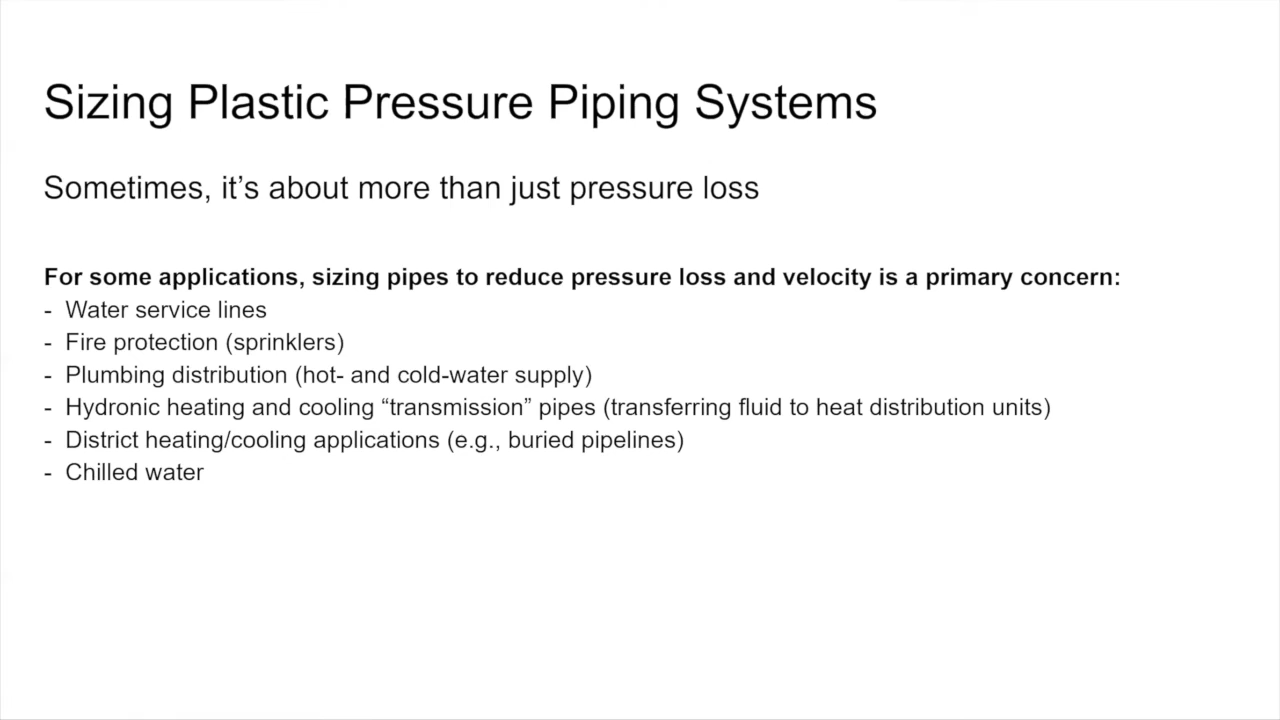 Sizing Plastic Pressure Piping Systems
Sometimes, it’s about more than just pressure loss
For some applications, sizing pipes to reduce pressure loss and velocity is a primary concern:
- Water service lines
- Fire protection (sprinklers)
- Plumbing distribution (hot- and cold-water supply)
- Hydronic heating and cooling “transmission” pipes (transferring fluid to heat distribution units)
- District heating/cooling applications (e.g., buried pipelines)
- Chilled water